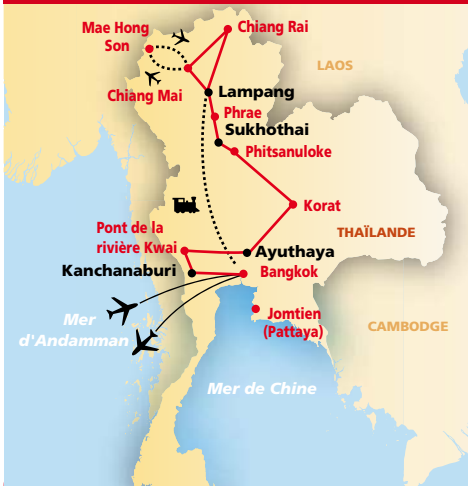 Mae Hong
Son
Chiang Rai
LAOS
Chiang Mai
Lampang
Phrae
Sukhothai
Phitsanuloke
Korat
Pont de la
rivière Kwai
THAÏLANDE
Ayuthaya
Kanchanaburi
Bangkok
Jomtien
(Pattaya)
Mer
d'Andamman
CAMBODGE
Mer de Chine